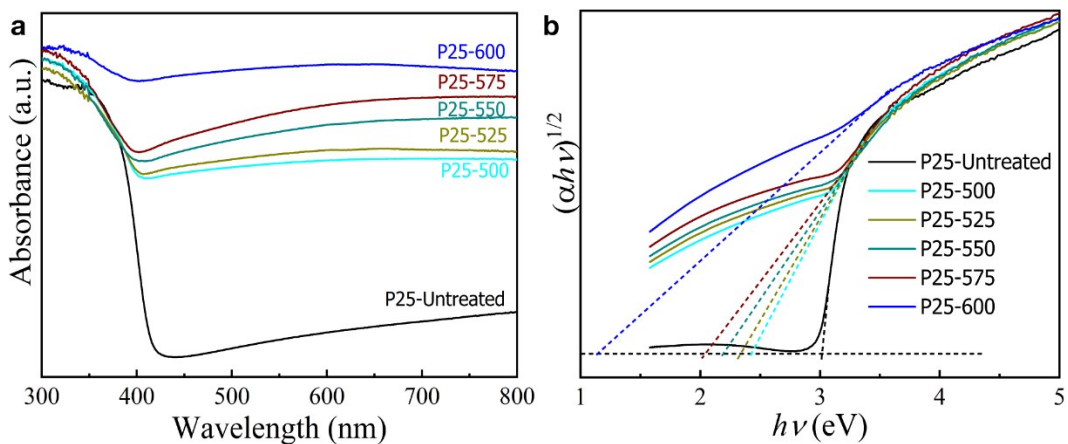 a
Absorbance (a.u.)
P25-600
P25-575
P25-550
P25-525
P25-500
P25-Untreated
300 400 500 600 700 800
Wavelength (nm)
b
(αhν)^{1/2}
P25-Untreated
P25-500
P25-525
P25-550
P25-575
P25-600
1 2 3 4 5
hν (eV)